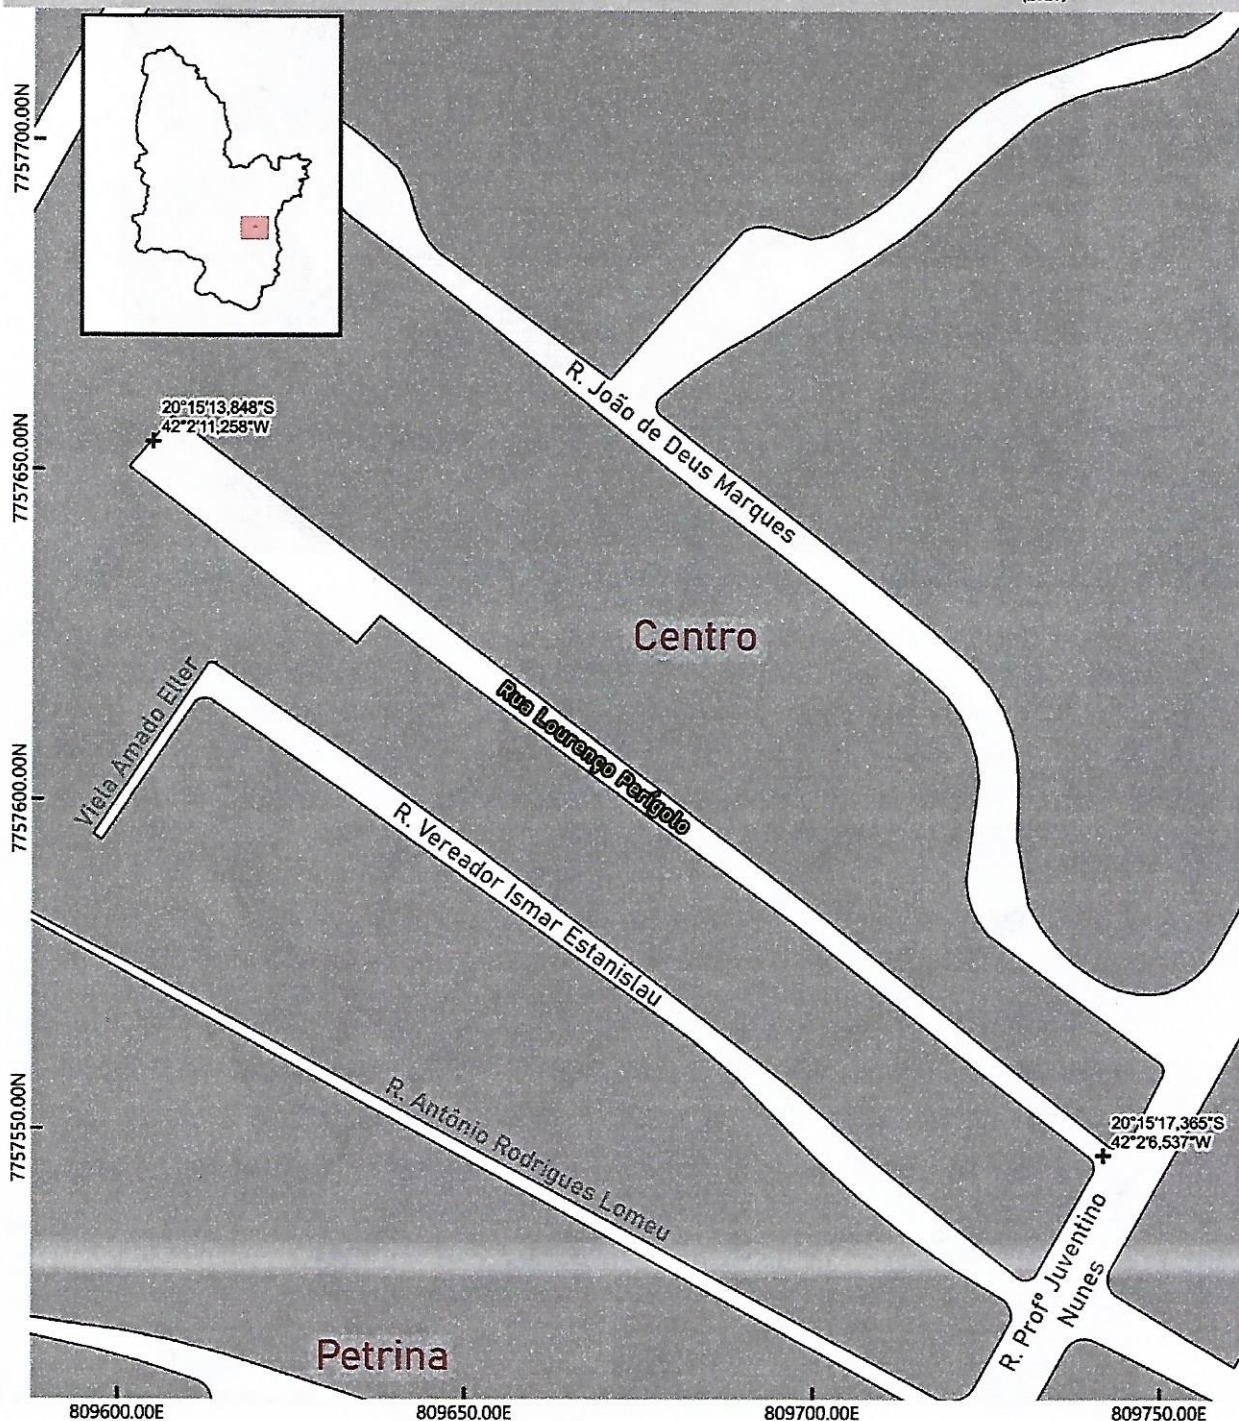 7757700.00N
20°15'13,848"S
42°2'11,258"W
7757650.00N
R. João de Deus Marques
Centro
Rua Lourenço Perígolo
Viela Amado Eller
7757600.00N
R. Vereador Ismar Estanislau
R. Antônio Rodrigues Lomeu
7757550.00N
20°15'17,365"S
42°2'6,537"W
R. Profº Juventino
Nunes
Petrina
809600.00E
809650.00E
809700.00E
809750.00E